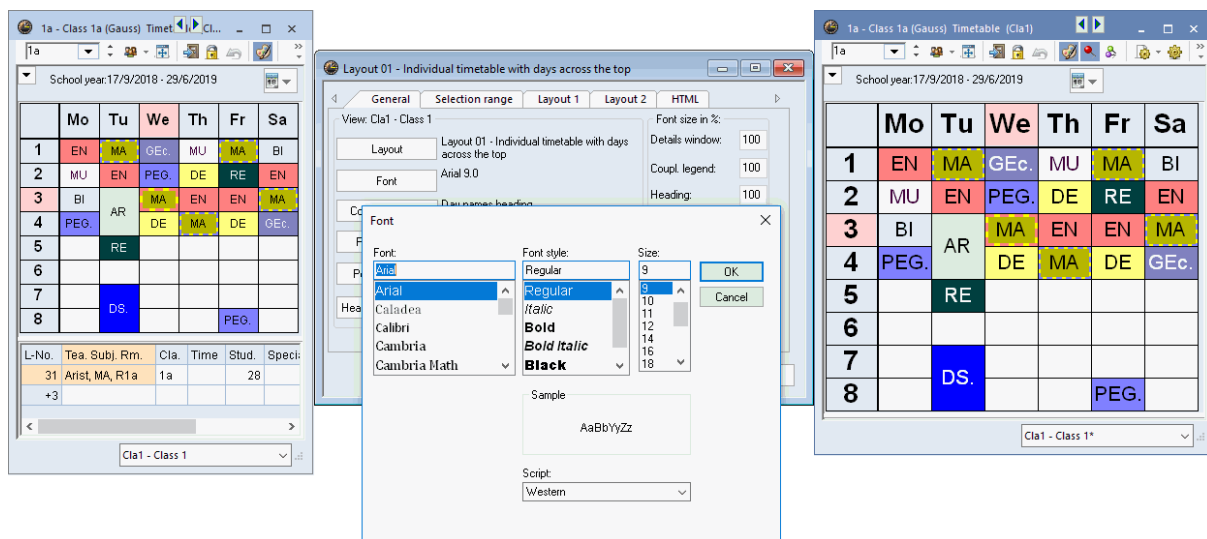 1a - Class 1a (Gauss) Timet Cl...
1a
School year:17/9/2018 - 29/6/2019
Mo Tu We Th Fr Sa
1 EN MA GEc. MU MA BI
2 MU EN PEG. DE RE EN
3 BI AR MA EN EN MA
4 PEG. DE MA DE GEc.
5 RE
6
7 DS.
8 PEG.
L-No. Tea. Subj. Rm. Cla. Time Stud. Speci
31 Arist, MA, R1a 1a 28
+3
Cla1 - Class 1
Layout 01 - Individual timetable with days across the top
General Selection range Layout 1 Layout 2 HTML
View: Cla1 - Class 1
Layout
Layout 01 - Individual timetable with days
across the top
Font
Arial 9.0
Day names heading
Hea
Font size in %:
Details window: 100
Coupl. legend: 100
Heading: 100
Font
Font: Font style: Size:
Arial Regular 9
Arial Regular 9
Caladea Italic 10
Calibri Bold 11
Cambria Bold Italic 12
Cambria Math Black 14
16
18
OK
Cancel
Sample
AaBbYyZz
Script:
Western
1a - Class 1a (Gauss) Timetable (Cla1)
1a
School year:17/9/2018 - 29/6/2019
Mo Tu We Th Fr Sa
1 EN MA GEc. MU MA BI
2 MU EN PEG. DE RE EN
3 BI AR MA EN EN MA
4 PEG. DE MA DE GEc.
5 RE
6
7 DS.
8 PEG.
Cla1 - Class 1*